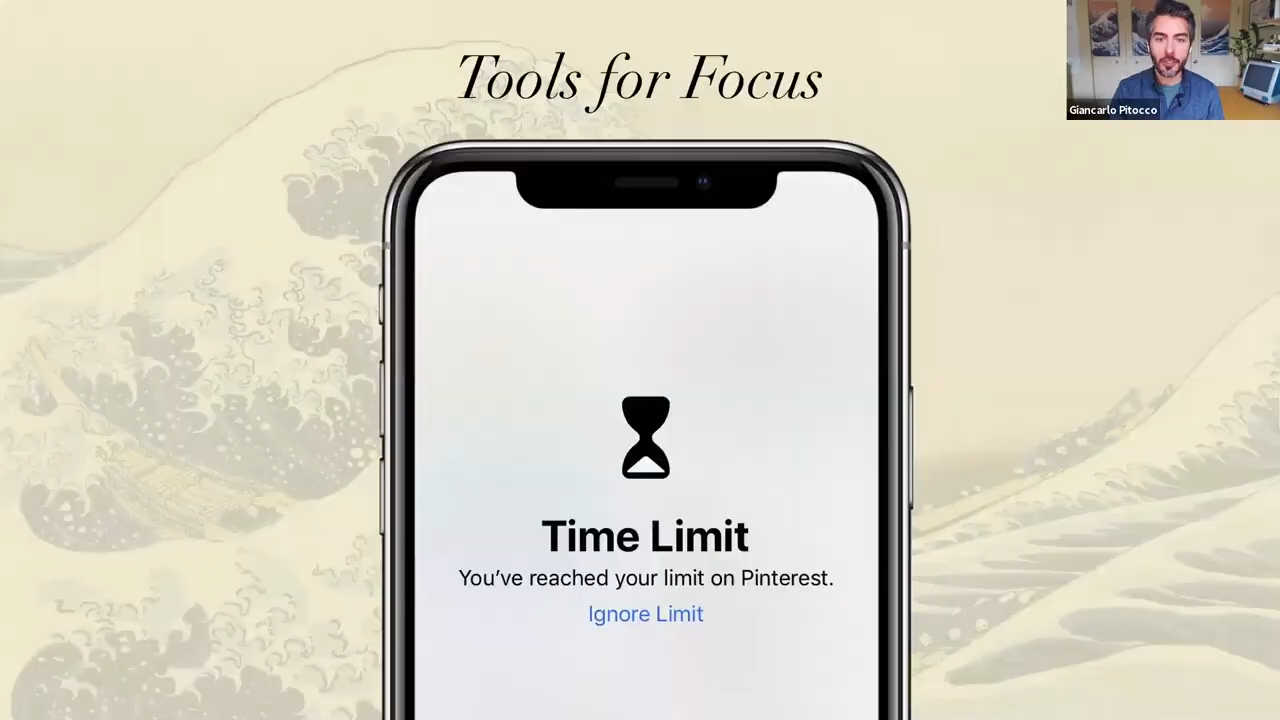 Tools for Focus
Giancarlo Pitocco
Time Limit
You've reached your limit on Pinterest.
Ignore Limit